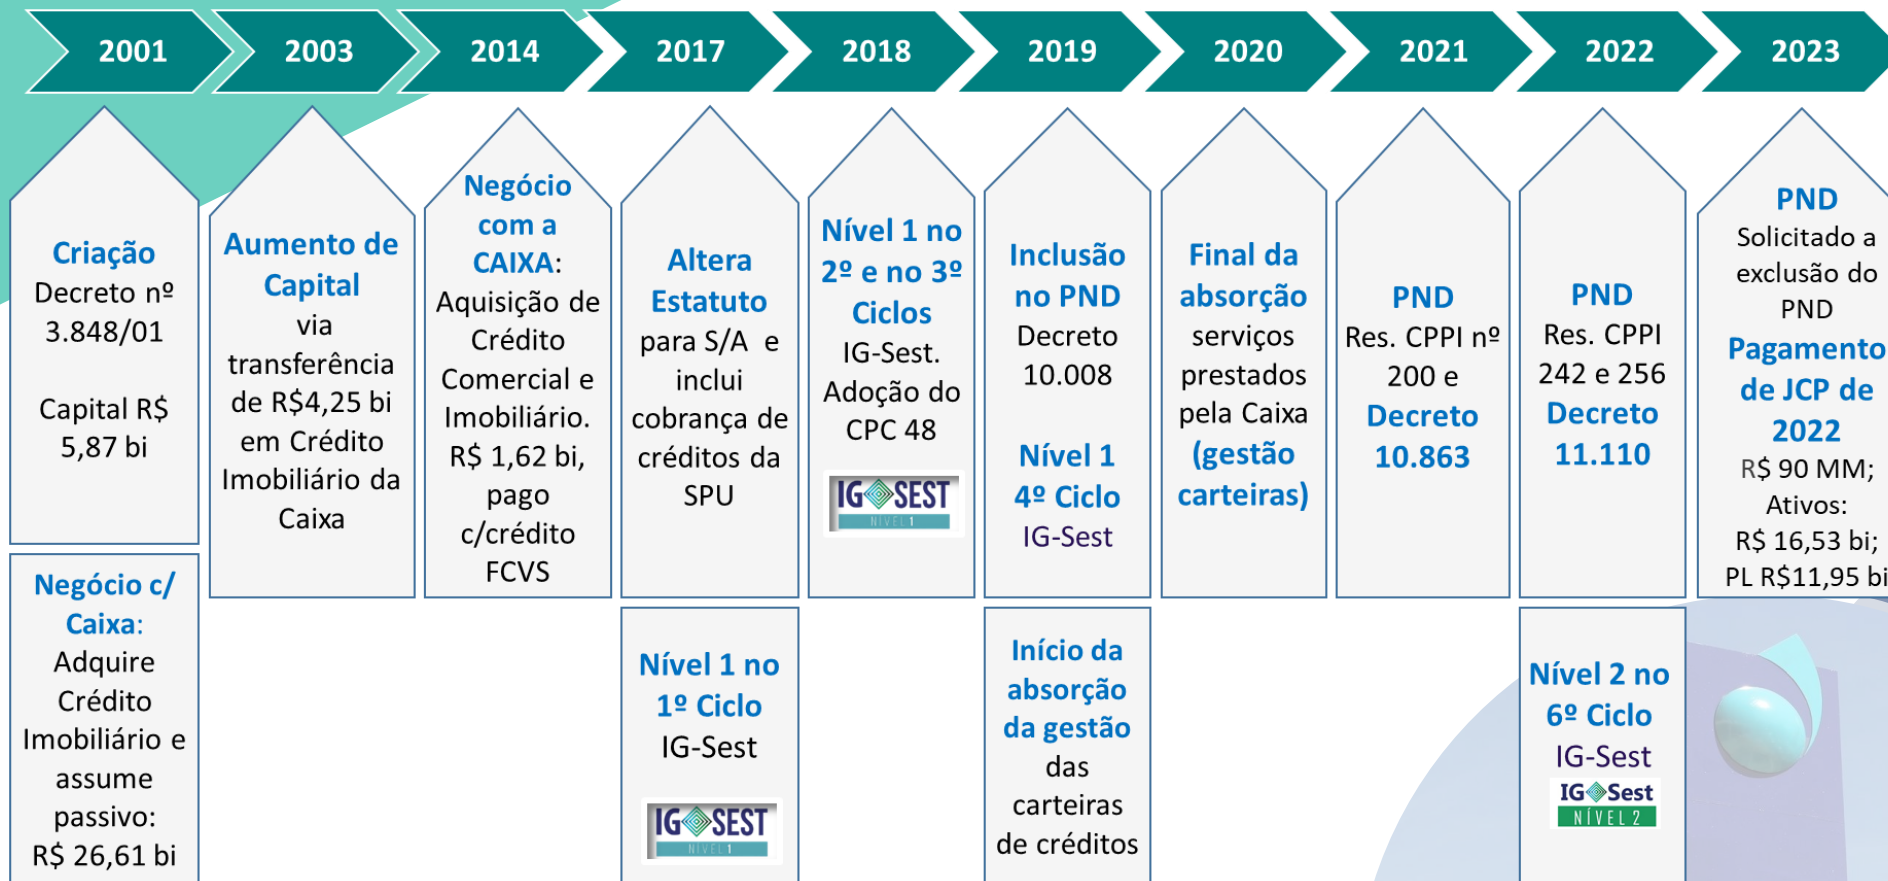 2001
2003
2014
2017
2018
2019
2020
2021
2022
2023
Criação
Decreto nº
3.848/01
Capital R$
5,87 bi
Negócio c/
Caixa:
Adquire
Crédito
Imobiliário e
assume
passivo:
R$ 26,61 bi
Aumento de
Capital
via
transferência
de R$4,25 bi
em Crédito
Imobiliário da
Caixa
Negócio
com a
CAIXA:
Aquisição de
Crédito
Comercial e
Imobiliário.
R$ 1,62 bi,
pago
c/crédito
FCVS
Altera
Estatuto
para S/A e
inclui
cobrança de
créditos da
SPU
Nível 1 no
1º Ciclo
IG-Sest
IG SEST
NÍVEL 1
Nível 1 no
2º e no 3º
Ciclos
IG-Sest.
Adoção do
CPC 48
IG SEST
NÍVEL 1
Inclusão
no PND
Decreto
10.008
Nível 1
4º Ciclo
IG-Sest
Início da
absorção
da gestão
das
carteiras
de créditos
Final da
absorção
serviços
prestados
pela Caixa
(gestão
carteiras)
PND
Res. CPPI nº
200 e
Decreto
10.863
PND
Res. CPPI
242 e 256
Decreto
11.110
Nível 2 no
6º Ciclo
IG-Sest
IG Sest
NÍVEL 2
PND
Solicitado a
exclusão do
PND
Pagamento
de JCP de
2022
R$ 90 MM;
Ativos:
R$ 16,53 bi;
PL R$11,95 bi